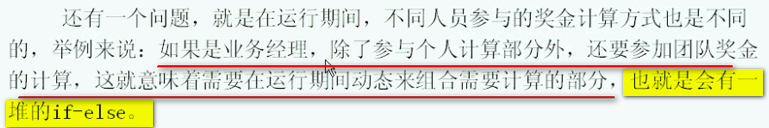 还有一个问题，就是在运行期间，不同人员参与的奖金计算方式也是不同
的，举例来说：如果是业务经理，除了参与个人计算部分外，还要参加团队奖金
的计算，这就意味着需要在运行期间动态来组合需要计算的部分，也就是会有一
堆的if-else。